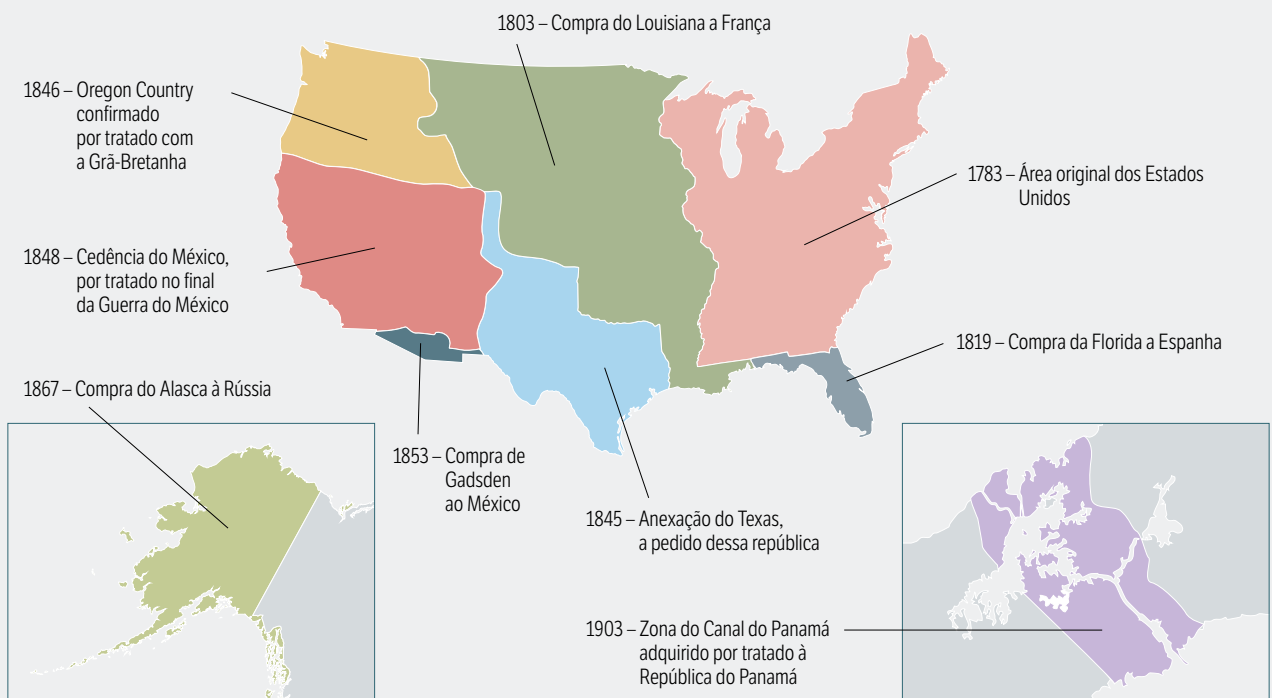 1803 – Compra do Louisiana a França
1846 – Oregon Country
confirmado
por tratado com
a Grã-Bretanha
1783 – Área original dos Estados
Unidos
1848 – Cedência do México,
por tratado no final
da Guerra do México
1819 – Compra da Florida a Espanha
1867 – Compra do Alasca à Rússia
1853 – Compra de
Gadsden
ao México
1845 – Anexação do Texas,
a pedido dessa república
1903 – Zona do Canal do Panamá
adquirido por tratado à
República do Panamá